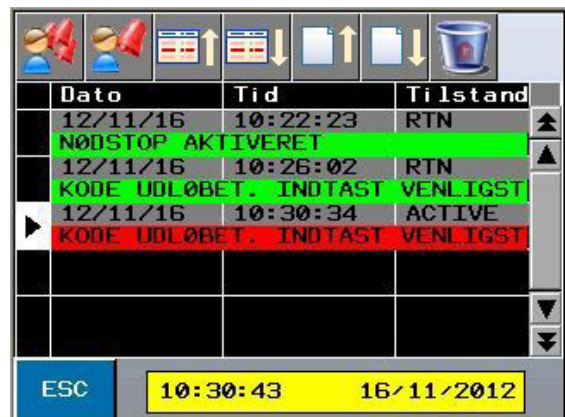 Dato Tid Tilstand
12/11/16 10:22:23 RTN
NØDSTOP AKTIVERET
12/11/16 10:26:02 RTN
KODE UDLØBET. INDTAST VENLIGST
12/11/16 10:30:34 ACTIVE
KODE UDLØBET. INDTAST VENLIGST
ESC 10:30:43 16/11/2012